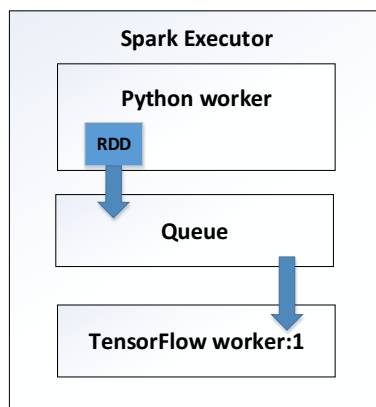 Spark Executor
Python worker
RDD
Queue
TensorFlow worker:1